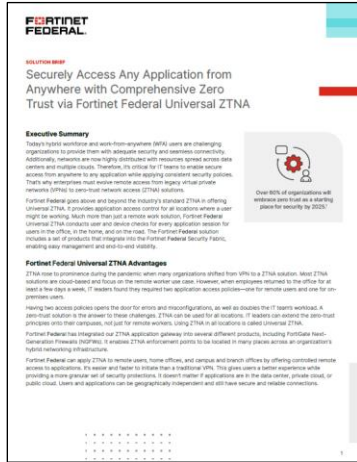 FORTINET
FEDERAL.
SOLUTION BRIEF
Securely Access Any Application from
Anywhere with Comprehensive Zero
Trust via Fortinet Federal Universal ZTNA
Executive Summary
Today's hybrid workforce and work-from-anywhere (WFA) users are challenging
organizations to provide them with adequate security and seamless connectivity.
Additionally, networks are now highly distributed with resources spread across data
centers and multiple clouds. Therefore, it's critical for IT teams to enable secure
access from anywhere to any application while applying consistent security policies.
That's why enterprises must evolve remote access from legacy virtual private
networks (VPNs) to zero-trust network access (ZTNA) solutions.
Fortinet Federal goes above and beyond the industry's standard ZTNA in offering
Universal ZTNA. It provides application access control for all locations where a user
might be working. Much more than just a remote work solution, Fortinet Federal
Universal ZTNA conducts user and device checks for every application session for
users in the office, in the home, and on the road. The Fortinet Federal solution
includes a set of products that integrate into the Fortinet Federal Security Fabric,
enabling easy management and end-to-end visibility.
Over 60% of organizations will
embrace zero trust as a starting
place for security by 2025.¹
Fortinet Federal Universal ZTNA Advantages
ZTNA rose to prominence during the pandemic when many organizations shifted from VPN to a ZTNA solution. Most ZTNA
solutions are cloud-based and focus on the remote worker use case. However, when employees returned to the office for at
least a few days a week, IT leaders found they required two application access policies—one for remote users and one for on-
premises users.
Having two access policies opens the door for errors and misconfigurations, as well as doubles the IT team's workload. A
zero-trust solution is the answer to these challenges. ZTNA can be used for all locations. IT leaders can extend the zero-trust
principles onto their campuses, not just for remote workers. Using ZTNA in all locations is called Universal ZTNA.
Fortinet Federal has integrated our ZTNA application gateway into several different products, including FortiGate Next-
Generation Firewalls (NGFWs). It enables ZTNA enforcement points to be located in many places across an organization's
hybrid networking infrastructure.
Fortinet Federal can apply ZTNA to remote users, home offices, and campus and branch offices by offering controlled remote
access to applications. It's easier and faster to initiate than a traditional VPN. This gives users a better experience while
providing a more granular set of security protections. It doesn't matter if applications are in the data center, private cloud, or
public cloud. Users and applications can be geographically independent and still have secure and reliable connections.
1